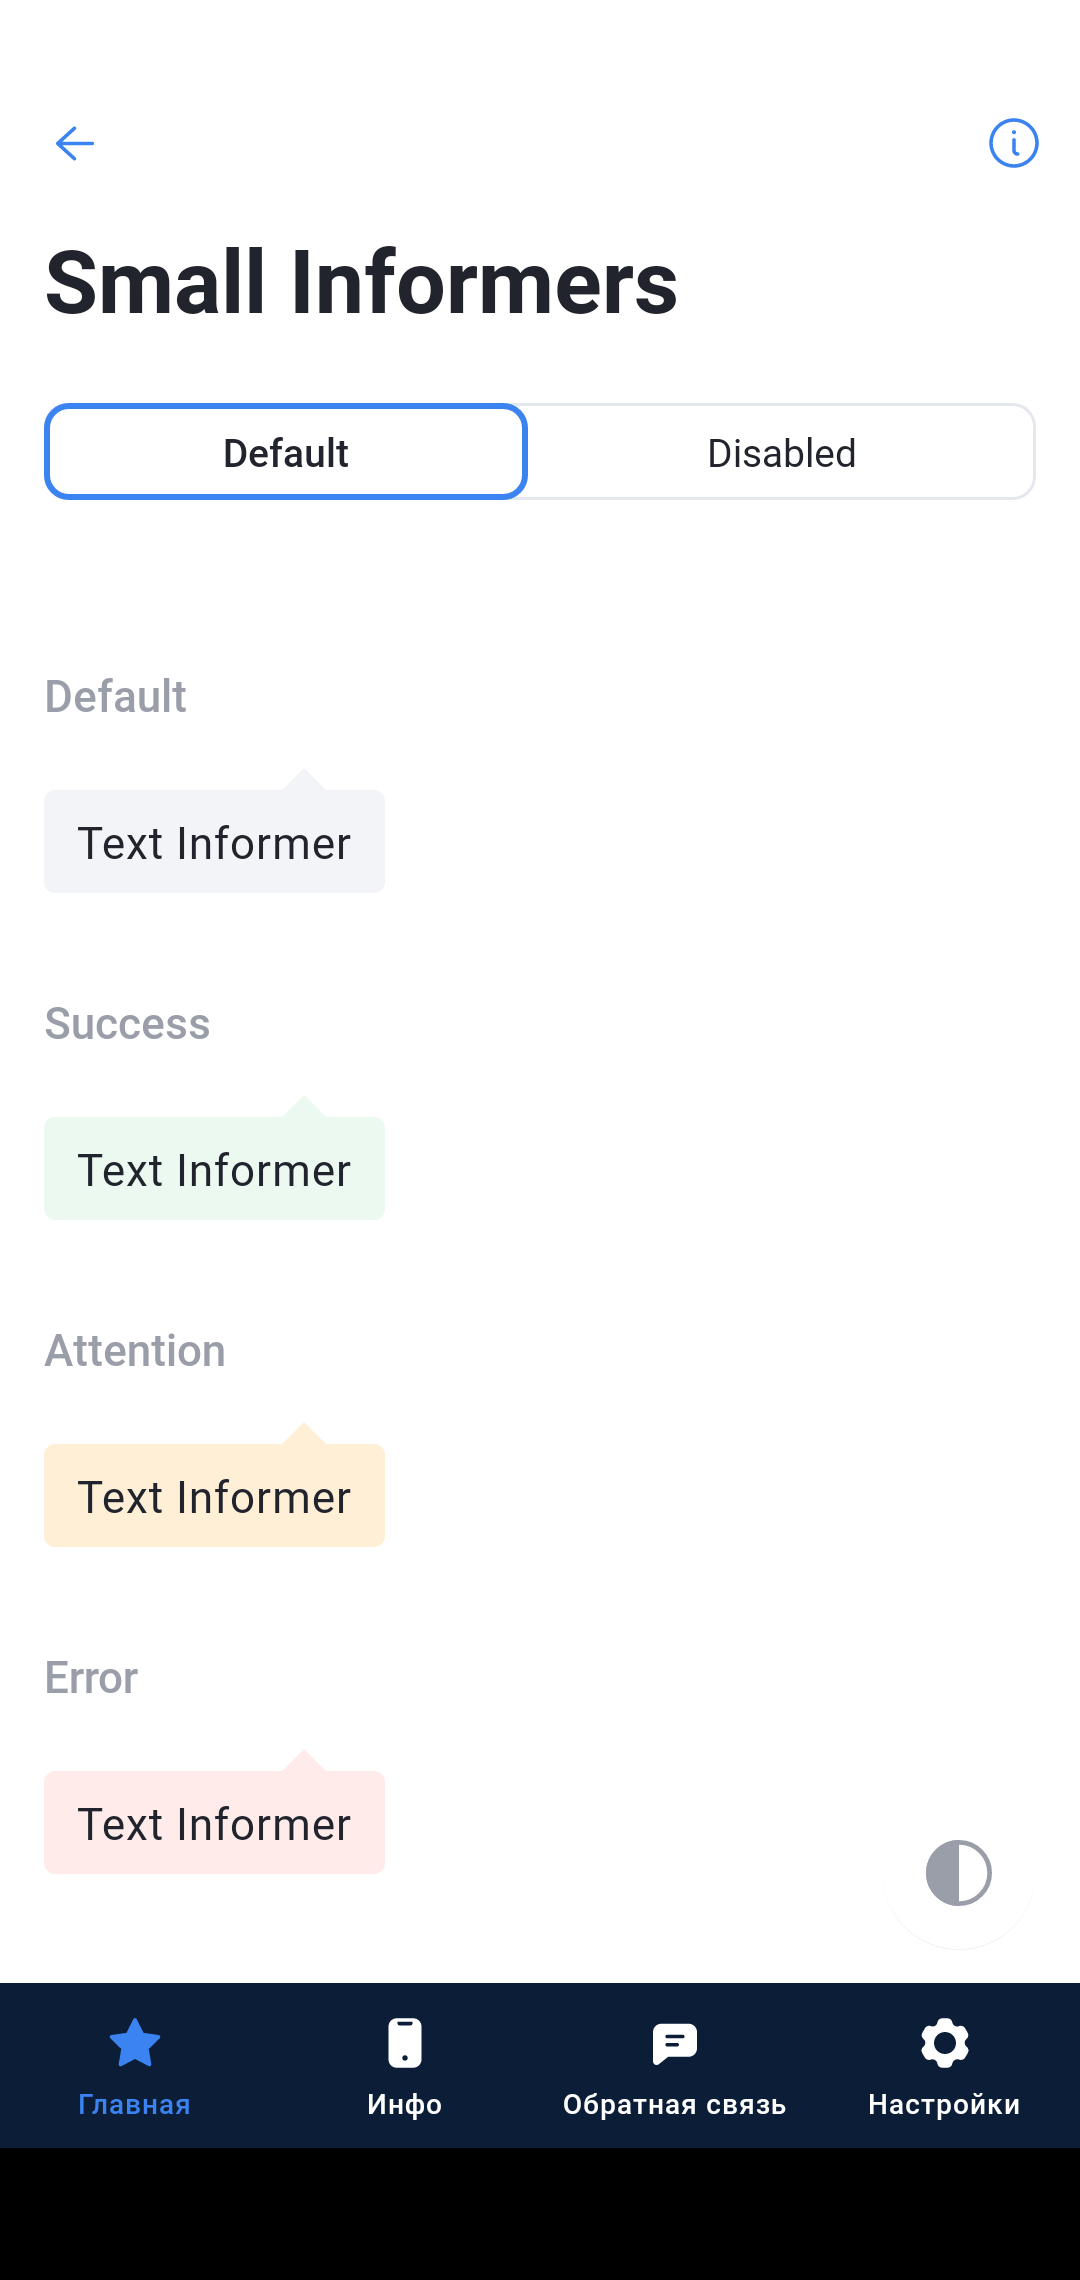 Small Informers
Default
Disabled
Default
Text Informer
Success
Text Informer
Attention
Text Informer
Error
Text Informer
Главная
Инфо
Обратная связь
Настройки